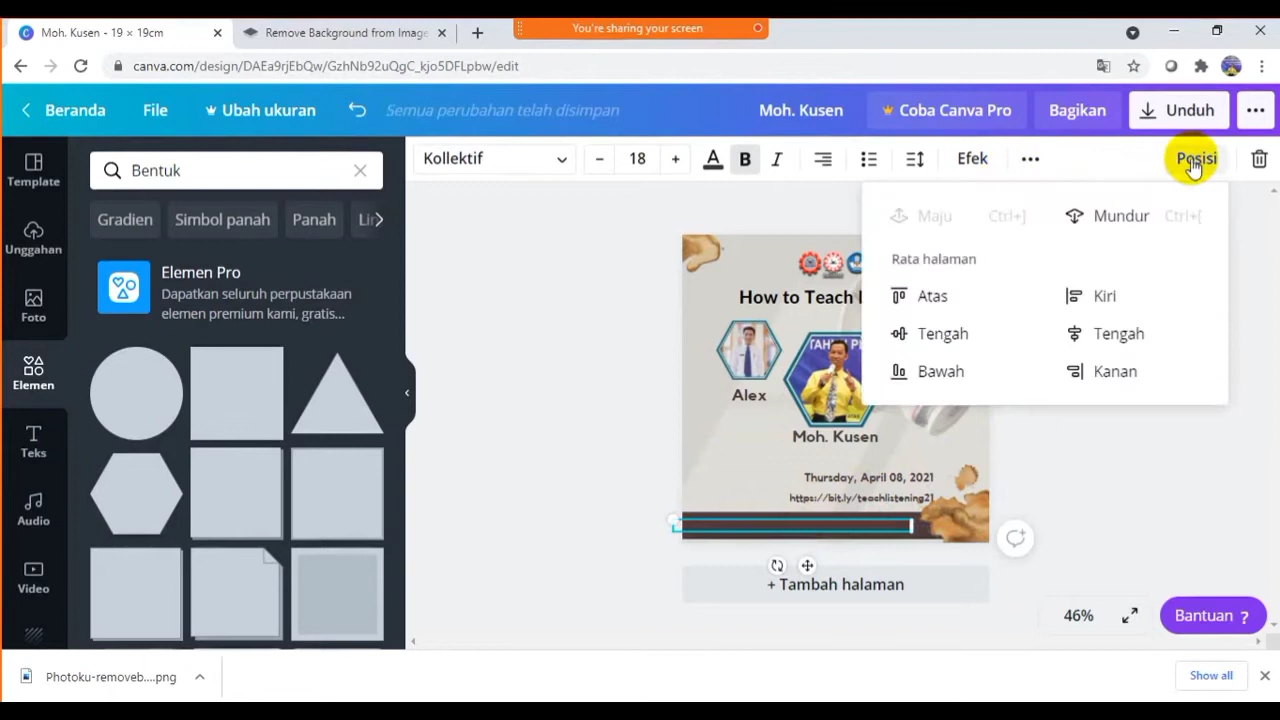 Moh. Kusen - 19 × 19cm
Remove Background from Image
You're sharing your screen
canva.com/design/DAEa9rjEbQw/GzhNb92uQgC_kjo5DFLpbw/edit
Beranda
File
Ubah ukuran
Semua perubahan telah disimpan
Moh. Kusen
Coba Canva Pro
Bagikan
Unduh
Template
Unggahan
Foto
Elemen
Teks
Audio
Video
Bentuk
Gradien
Simbol panah
Panah
Elemen Pro
Dapatkan seluruh perpustakaan
elemen premium kami, gratis...
Kollektif
18
B
I
Efek
Posisi
Maju Ctrl+]
Mundur Ctrl+[
Rata halaman
Atas
Kiri
Tengah
Tengah
Bawah
Kanan
How to Teach
TAHAP
Alex
Moh. Kusen
Thursday, April 08, 2021
https://bit.ly/teachlistening21
+ Tambah halaman
46%
Bantuan ?
Photoku-removeb....png
Show all